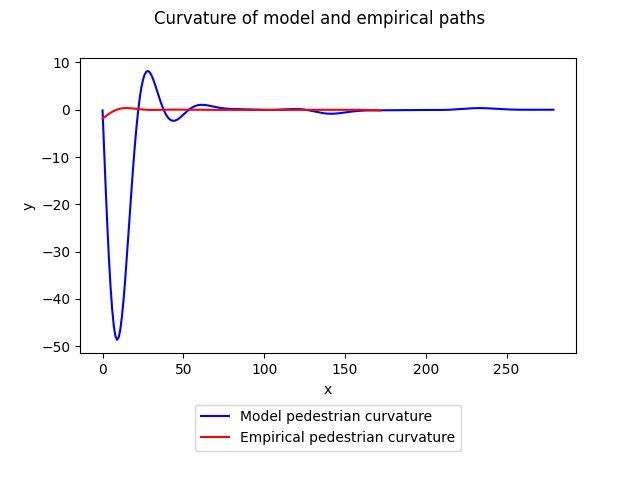 Curvature of model and empirical paths
10
0
−10
−20
−30
−40
−50
y
0 50 100 150 200 250
x
Model pedestrian curvature
Empirical pedestrian curvature